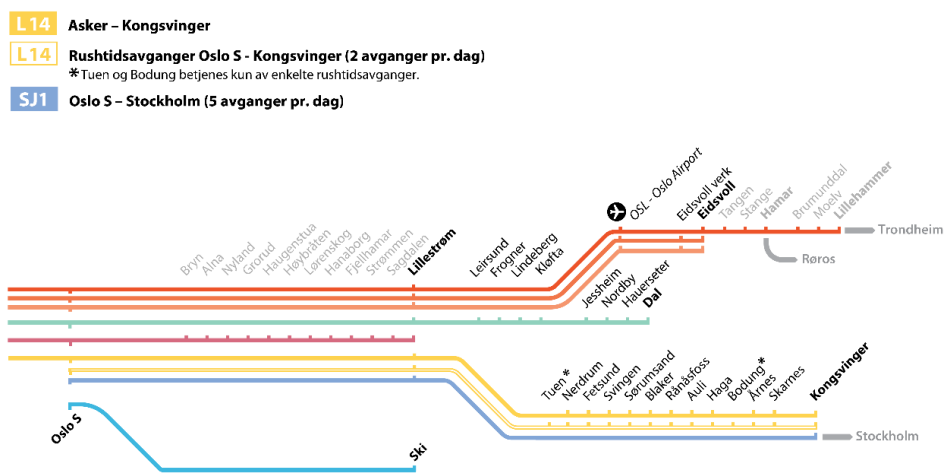 L14 Asker – Kongsvinger
L14 Rushtidsavganger Oslo S - Kongsvinger (2 avganger pr. dag)
*Tuen og Bodung betjenes kun av enkelte rushtidsavganger.
SJ1 Oslo S – Stockholm (5 avganger pr. dag)
Bryn
Alna
Nyland
Grorud
Haugenstua
Høybråten
Lørenskog
Hanaborg
Fjellhamar
Strømmen
Sagdalen
Lillestrøm
Leirsund
Frogner
Lindeberg
Kløfta
OSL - Oslo Airport
Eidsvoll verk
Eidsvoll
Tangen
Stange
Hamar
Brumunddal
Moelv
Lillehammer
Trondheim
Røros
Jessheim
Nordby
Hauerseter
Dal
Tuen*
Nerdrum
Fetsund
Svingen
Sørumsand
Blaker
Rånåsfoss
Auli
Haga
Bodung*
Årnes
Skarnes
Kongsvinger
Stockholm
Oslo S
Ski